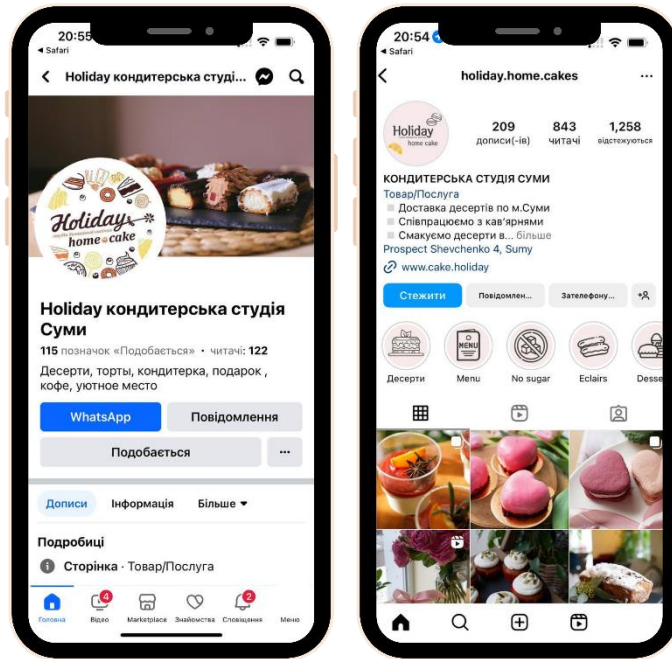 20:55
Safari
Holiday кондитерська студі...
Holiday
home cake
Holiday кондитерська студія
Суми
115 позначок «Подобається» • читачі: 122
Десерти, торты, кондитерка, подарок ,
кофе, уютное место
WhatsApp
Повідомлення
Подобається
Дописи
Інформація
Більше
Подробиці
Сторінка · Товар/Послуга
4
2
Головна
Відео
Marketplace
Знайомства
Сповіщення
Меню
20:54
Safari
holiday.home.cakes
Holiday
home cake
209
843
1,258
дописи(-ів)
читачі
відстежуються
КОНДИТЕРСЬКА СТУДІЯ СУМИ
Товар/Послуга
Доставка десертів по м.Суми
Співпрацюємо з кав'ярнями
Смакуємо десерти в... більше
Prospect Shevchenko 4, Sumy
www.cake.holiday
Стежити
Повідомлен...
Зателефону...
MENU
Десерти
Menu
No sugar
Eclairs
Desse